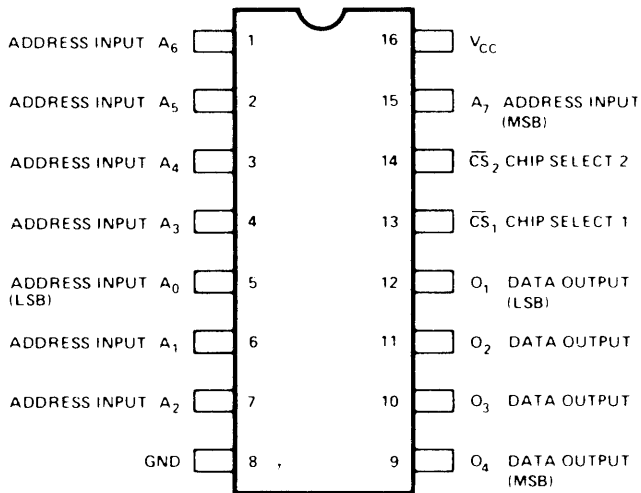 ADDRESS INPUT A6 1 16 VCC
ADDRESS INPUT A5 2 15 A7 ADDRESS INPUT
(MSB)
ADDRESS INPUT A4 3 14 C̅S̅2 CHIP SELECT 2
ADDRESS INPUT A3 4 13 C̅S̅1 CHIP SELECT 1
ADDRESS INPUT A0 5 12 O1 DATA OUTPUT
(LSB) (LSB)
ADDRESS INPUT A1 6 11 O2 DATA OUTPUT
ADDRESS INPUT A2 7 10 O3 DATA OUTPUT
GND 8 9 O4 DATA OUTPUT
(MSB)